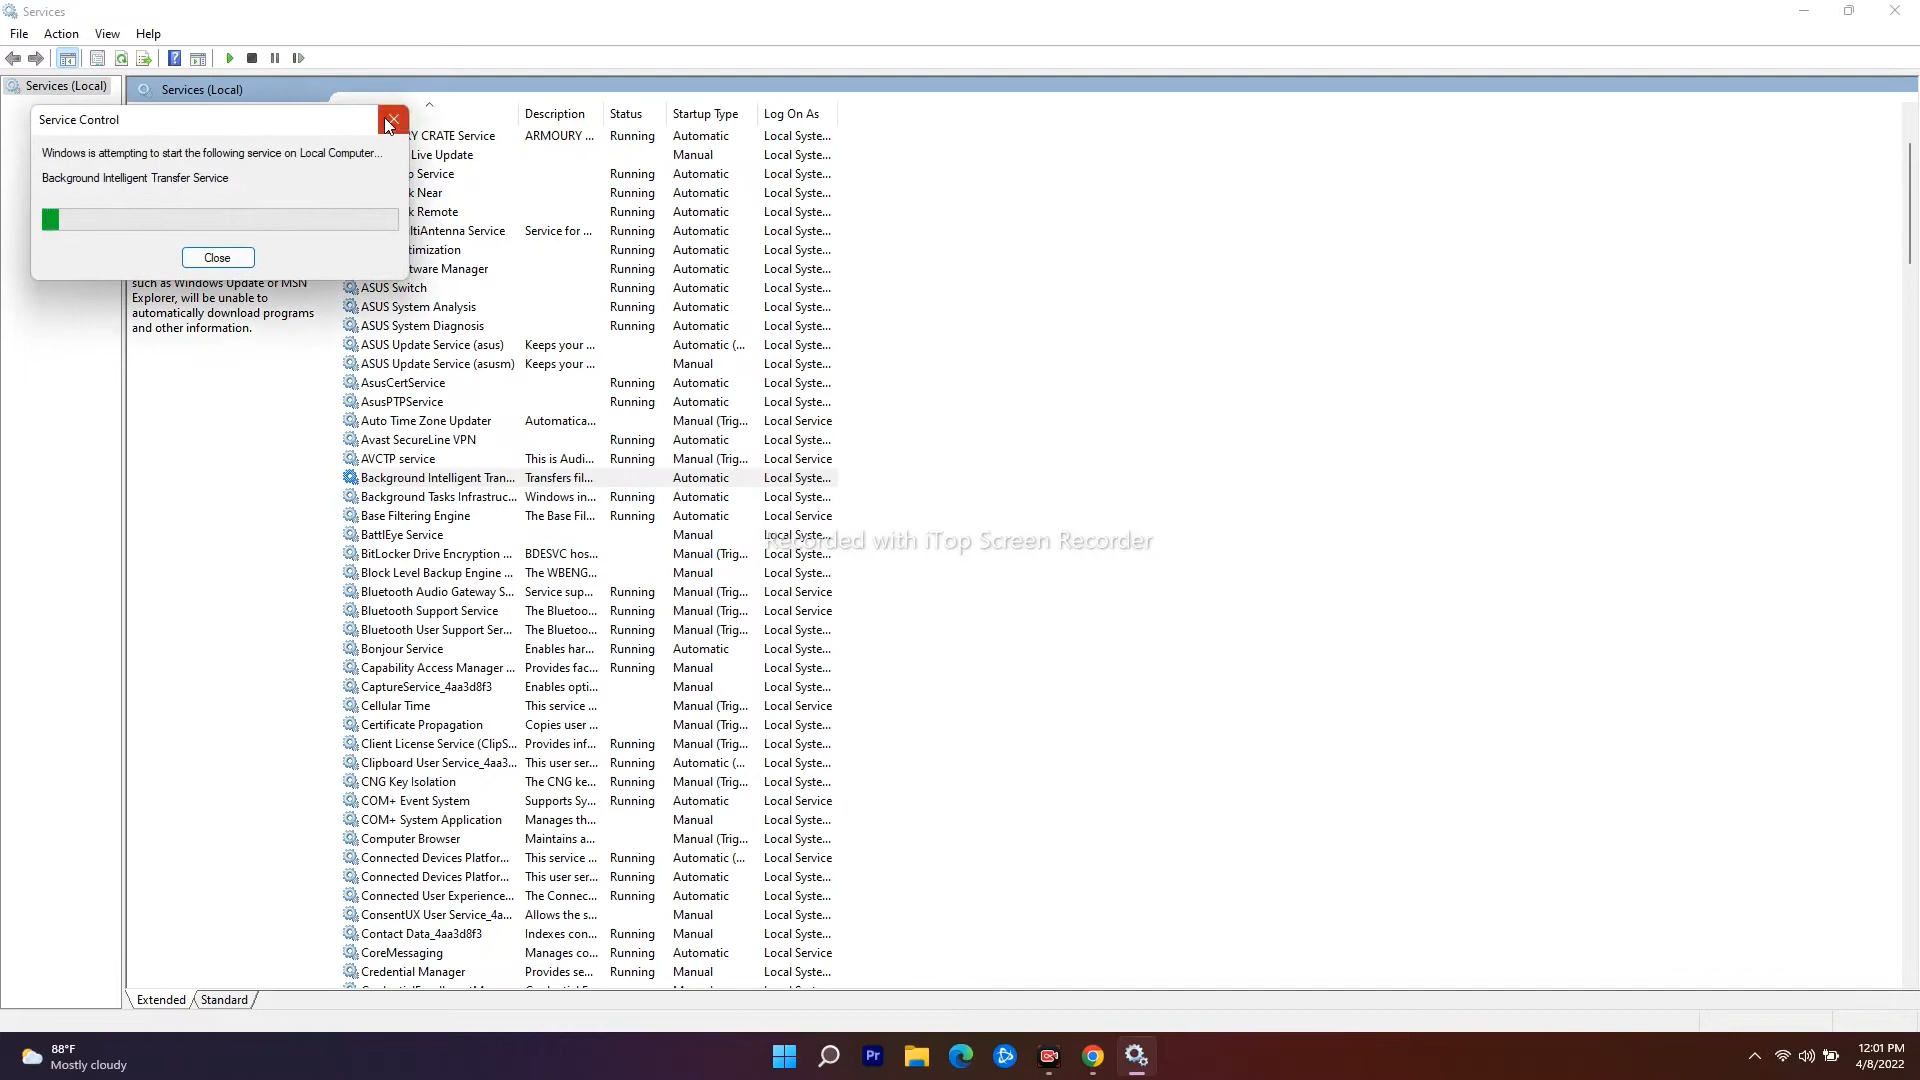 Services
File Action View Help
Services (Local)
Services (Local)
Service Control
Windows is attempting to start the following service on Local Computer...
Background Intelligent Transfer Service
Close
such as Windows Update or MSN
Explorer, will be unable to
automatically download programs
and other information.
Description Status Startup Type Log On As
Y CRATE Service ARMOURY ... Running Automatic Local Syste...
Live Update Manual Local Syste...
Service Running Automatic Local Syste...
k Near Running Automatic Local Syste...
k Remote Running Automatic Local Syste...
ltiAntenna Service Service for ... Running Automatic Local Syste...
timization Running Automatic Local Syste...
tware Manager Running Automatic Local Syste...
ASUS Switch Running Automatic Local Syste...
ASUS System Analysis Running Automatic Local Syste...
ASUS System Diagnosis Running Automatic Local Syste...
ASUS Update Service (asus) Keeps your ... Automatic (... Local Syste...
ASUS Update Service (asusm) Keeps your ... Manual Local Syste...
AsusCertService Running Automatic Local Syste...
AsusPTPService Running Automatic Local Syste...
Auto Time Zone Updater Automatica... Manual (Trig... Local Service
Avast SecureLine VPN Running Automatic Local Syste...
AVCTP service This is Audi... Running Manual (Trig... Local Service
Background Intelligent Tran... Transfers fil... Automatic Local Syste...
Background Tasks Infrastruc... Windows in... Running Automatic Local Syste...
Base Filtering Engine The Base Fil... Running Automatic Local Service
BattlEye Service Manual Local Syste...
Recorded with iTop Screen Recorder
BitLocker Drive Encryption ... BDESVC hos... Manual (Trig... Local Syste...
Block Level Backup Engine ... The WBENG... Manual Local Syste...
Bluetooth Audio Gateway S... Service sup... Running Manual (Trig... Local Service
Bluetooth Support Service The Bluetoo... Running Manual (Trig... Local Service
Bluetooth User Support Ser... The Bluetoo... Running Manual (Trig... Local Syste...
Bonjour Service Enables har... Running Automatic Local Syste...
Capability Access Manager ... Provides fac... Running Manual Local Syste...
CaptureService_4aa3d8f3 Enables opti... Manual Local Syste...
Cellular Time This service ... Manual (Trig... Local Service
Certificate Propagation Copies user ... Manual (Trig... Local Syste...
Client License Service (ClipS... Provides inf... Running Manual (Trig... Local Syste...
Clipboard User Service_4aa3... This user ser... Running Automatic (... Local Syste...
CNG Key Isolation The CNG ke... Running Manual (Trig... Local Syste...
COM+ Event System Supports Sy... Running Automatic Local Service
COM+ System Application Manages th... Manual Local Syste...
Computer Browser Maintains a... Manual (Trig... Local Syste...
Connected Devices Platfor... This service ... Running Automatic (... Local Service
Connected Devices Platfor... This user ser... Running Automatic Local Syste...
Connected User Experience... The Connec... Running Automatic Local Syste...
ConsentUX User Service_4a... Allows the s... Manual Local Syste...
Contact Data_4aa3d8f3 Indexes con... Running Manual Local Syste...
CoreMessaging Manages co... Running Automatic Local Service
Credential Manager Provides se... Running Manual Local Syste...
Extended Standard
88°F
Mostly cloudy
Pr
12:01 PM
4/8/2022